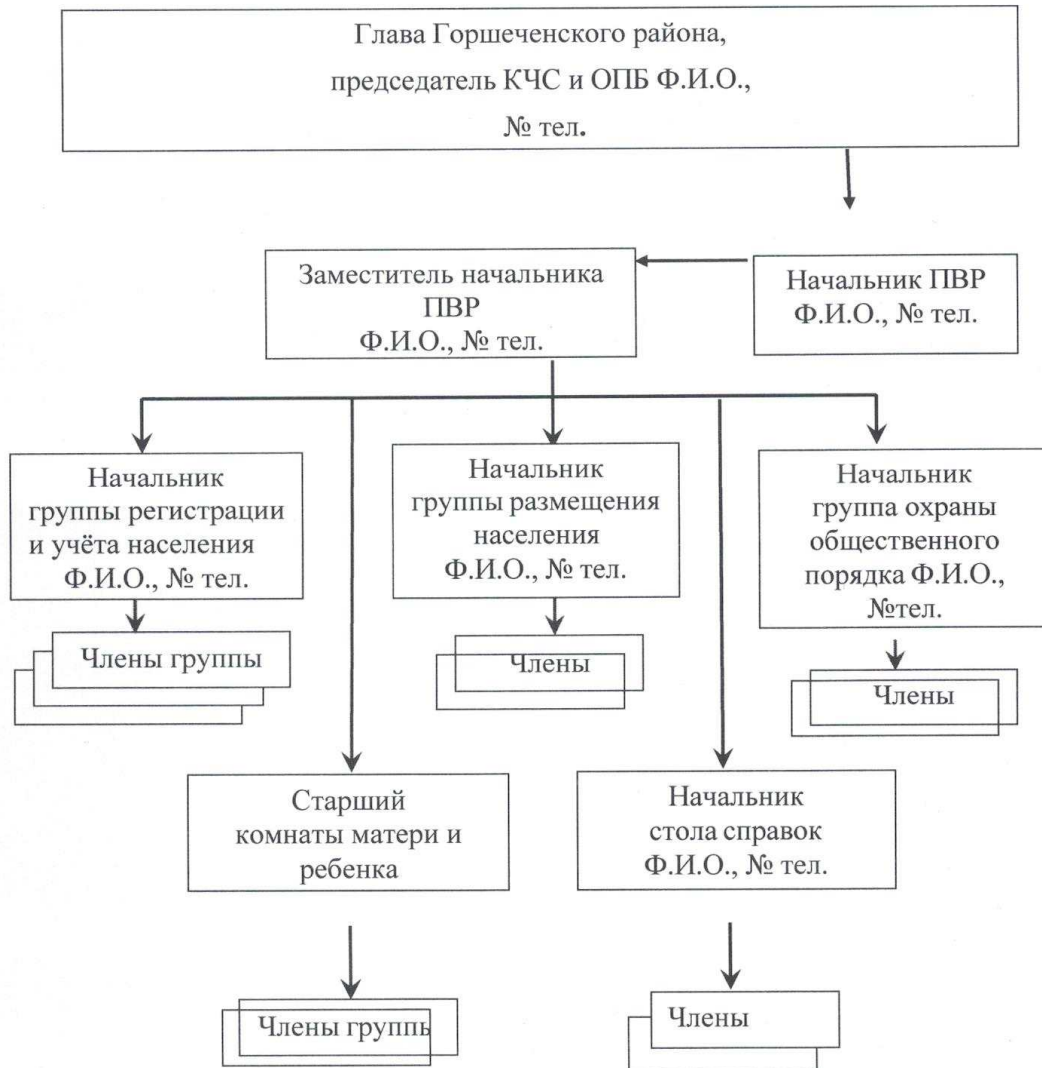 Глава Горшеченского района,
председатель КЧС и ОПБ Ф.И.О.,
№ тел.
Заместитель начальника
ПВР
Ф.И.О., № тел.
Начальник ПВР
Ф.И.О., № тел.
Начальник
группы регистрации
и учёта населения
Ф.И.О., № тел.
Начальник
группы размещения
населения
Ф.И.О., № тел.
Начальник
группа охраны
общественного
порядка Ф.И.О.,
№тел.
Члены группы
Члены
Члены
Старший
комнаты матери и
ребенка
Начальник
стола справок
Ф.И.О., № тел.
Члены группы
Члены